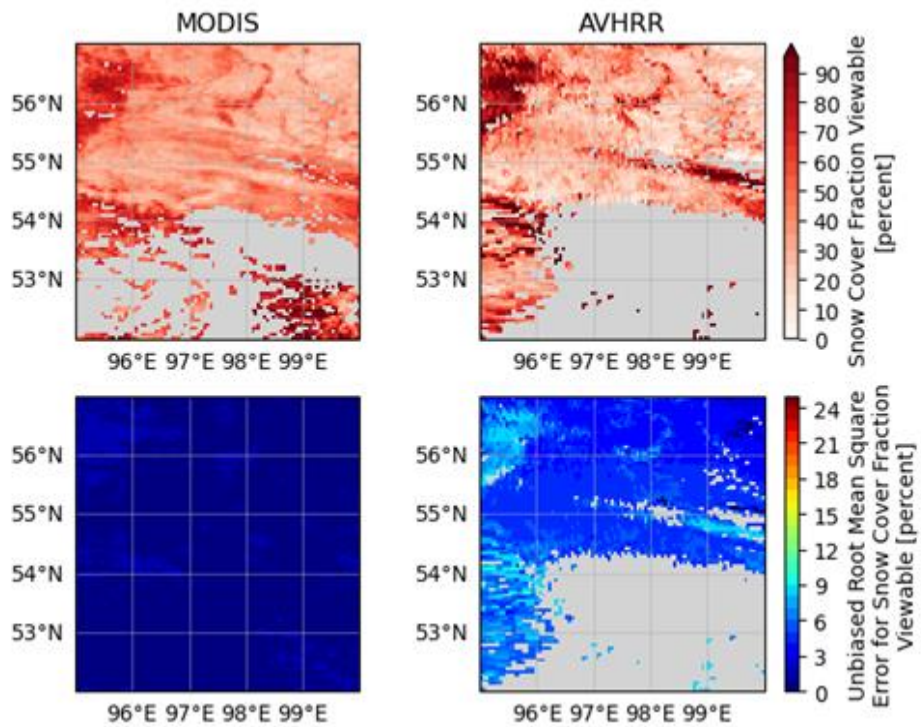 MODIS
AVHRR
56°N
55°N
54°N
53°N
96°E 97°E 98°E 99°E
56°N
55°N
54°N
53°N
96°E 97°E 98°E 99°E
90
80
70
60
50
40
30
20
10
0
Snow Cover Fraction Viewable
[percent]
56°N
55°N
54°N
53°N
96°E 97°E 98°E 99°E
56°N
55°N
54°N
53°N
96°E 97°E 98°E 99°E
24
21
18
15
12
9
6
3
0
Unbiased Root Mean Square
Error for Snow Cover Fraction
Viewable [percent]